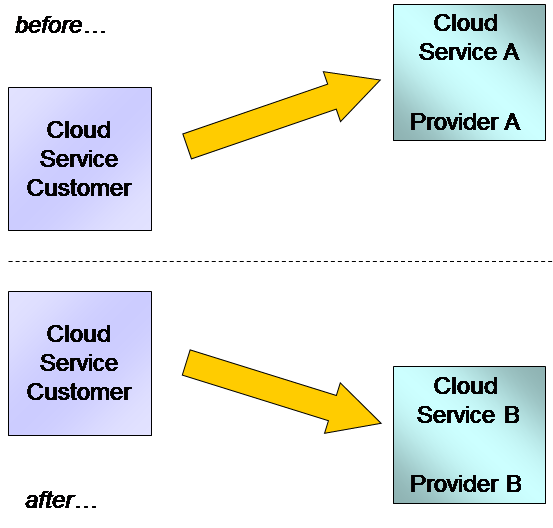 before…
Cloud
Service A
Provider A
Cloud
Service
Customer
Cloud
Service
Customer
Cloud
Service B
Provider B
after…